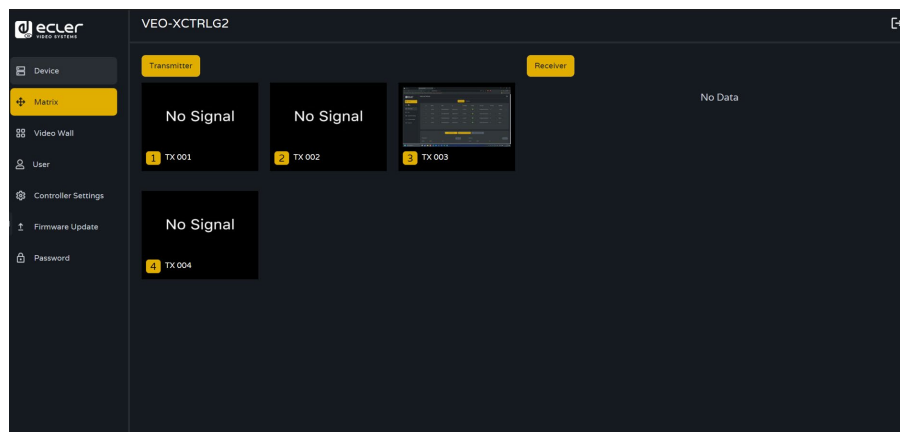 ecler
VIDEO SYSTEMS
VEO-XCTRLG2
Device
Matrix
Video Wall
User
Controller Settings
Firmware Update
Password
Transmitter
No Signal
1 TX 001
No Signal
2 TX 002
3 TX 003
No Signal
4 TX 004
Receiver
No Data